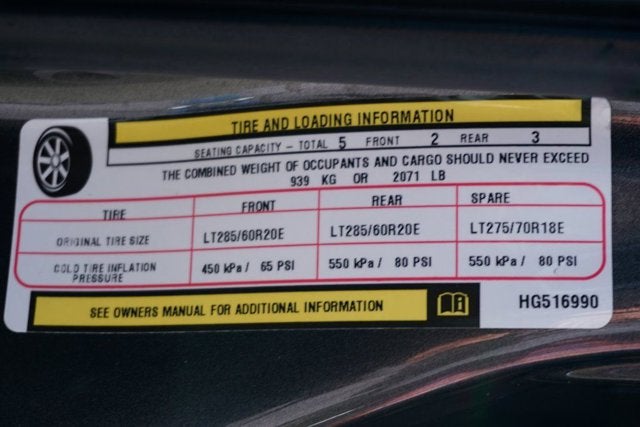 TIRE AND LOADING INFORMATION
SEATING CAPACITY – TOTAL 5 FRONT 2 REAR 3
THE COMBINED WEIGHT OF OCCUPANTS AND CARGO SHOULD NEVER EXCEED
939 KG OR 2071 LB
TIRE FRONT REAR SPARE
ORIGINAL TIRE SIZE LT285/60R20E LT285/60R20E LT275/70R18E
COLD TIRE INFLATION PRESSURE 450 kPa / 65 PSI 550 kPa / 80 PSI 550 kPa / 80 PSI
SEE OWNERS MANUAL FOR ADDITIONAL INFORMATION
HG516990